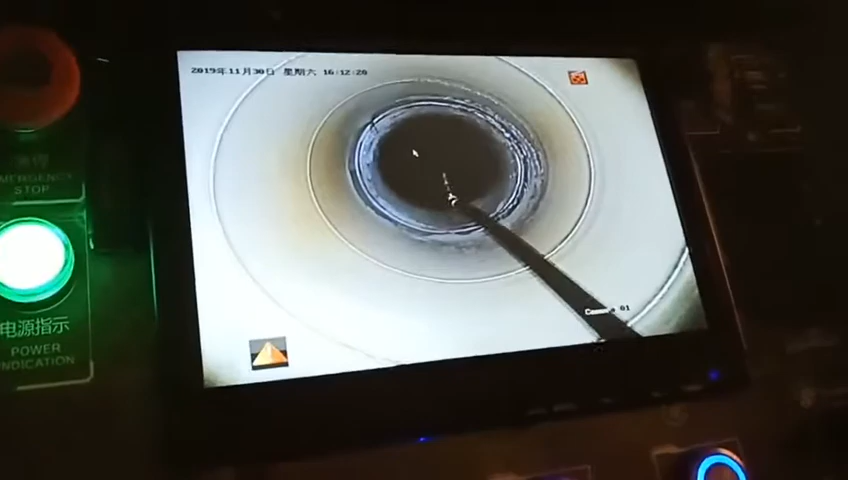 2019年11月30日 星期六 16:12:20
急停
EMERGENCY
STOP
电源指示
POWER
INDICATION
Camera 01